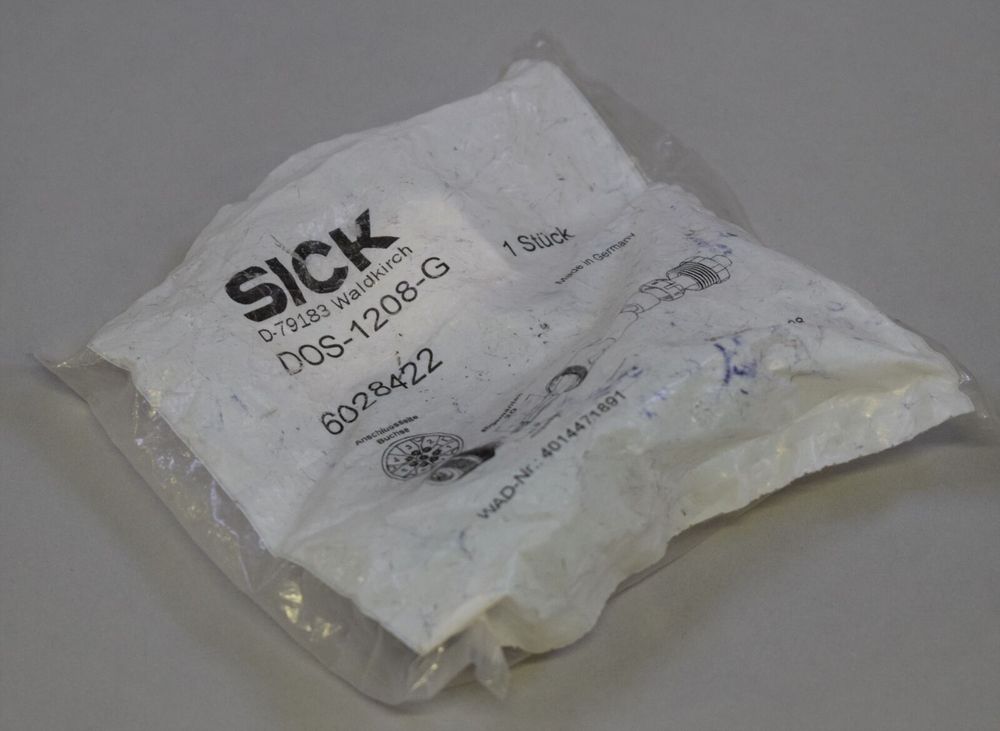 SICK
D-79183 Waldkirch
DOS-1208-G
1 Stück
6028422
Made in Germany
Anschlussseite
Buchse
WAD-Nr.: 4014471891